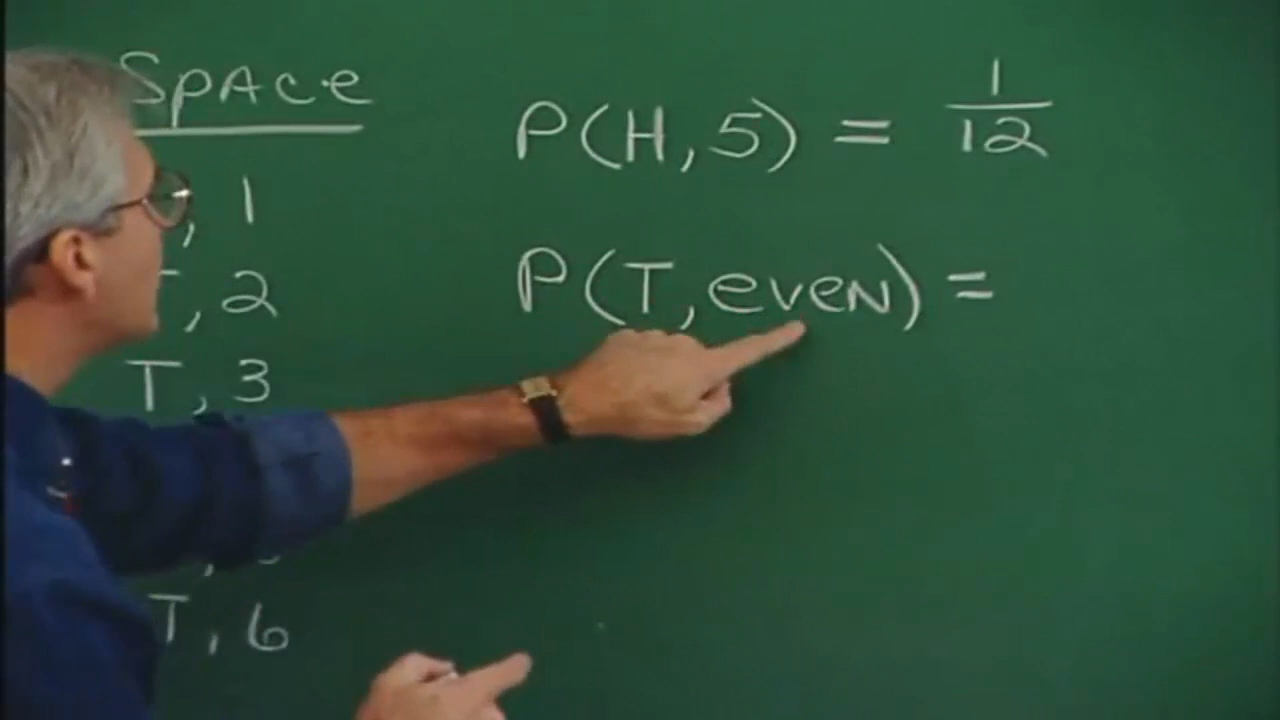 Space
P(H,5) = 1/12
, 1
P(T,even) =
T, 2
T, 3
T, 6